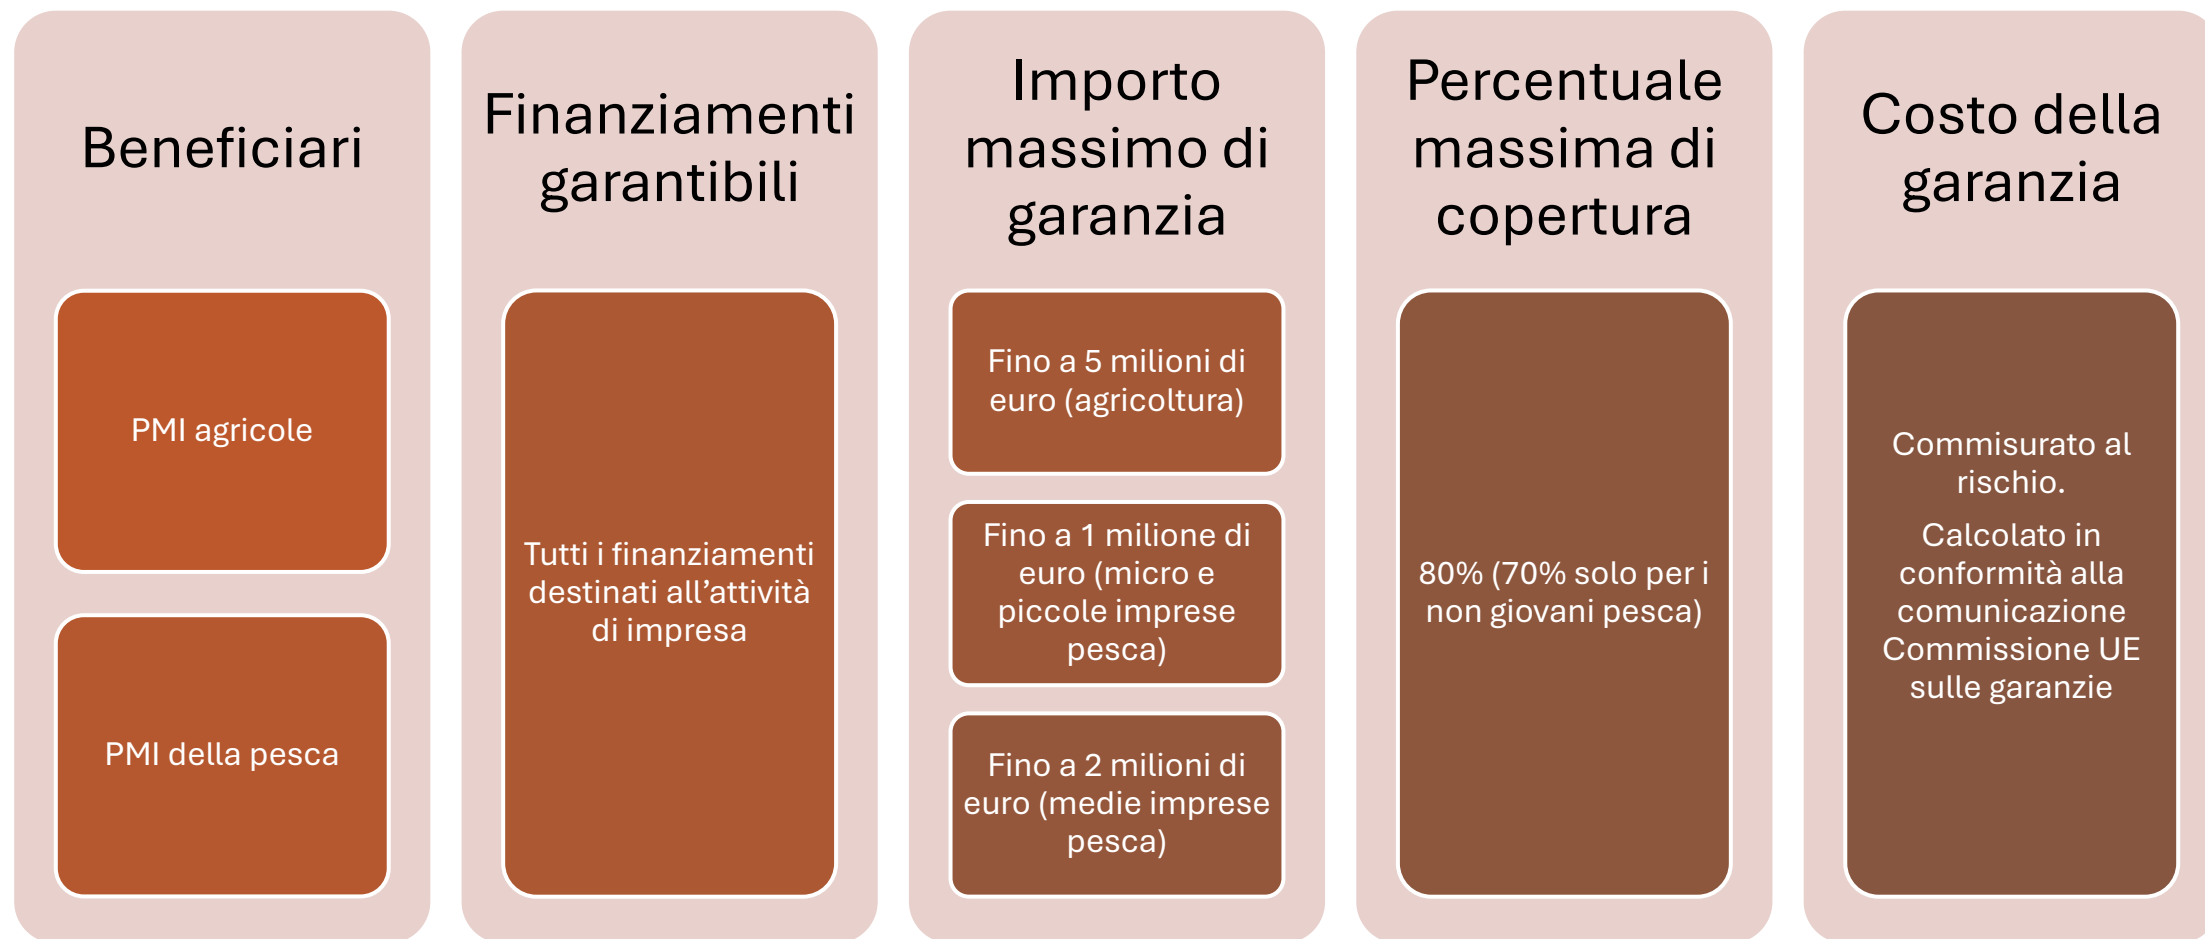 Beneficiari
PMI agricole
PMI della pesca
Finanziamenti
garantibili
Tutti i finanziamenti
destinati all’attività
di impresa
Importo
massimo di
garanzia
Fino a 5 milioni di
euro (agricoltura)
Fino a 1 milione di
euro (micro e
piccole imprese
pesca)
Fino a 2 milioni di
euro (medie imprese
pesca)
Percentuale
massima di
copertura
80% (70% solo per i
non giovani pesca)
Costo della
garanzia
Commisurato al
rischio.
Calcolato in
conformità alla
comunicazione
Commissione UE
sulle garanzie